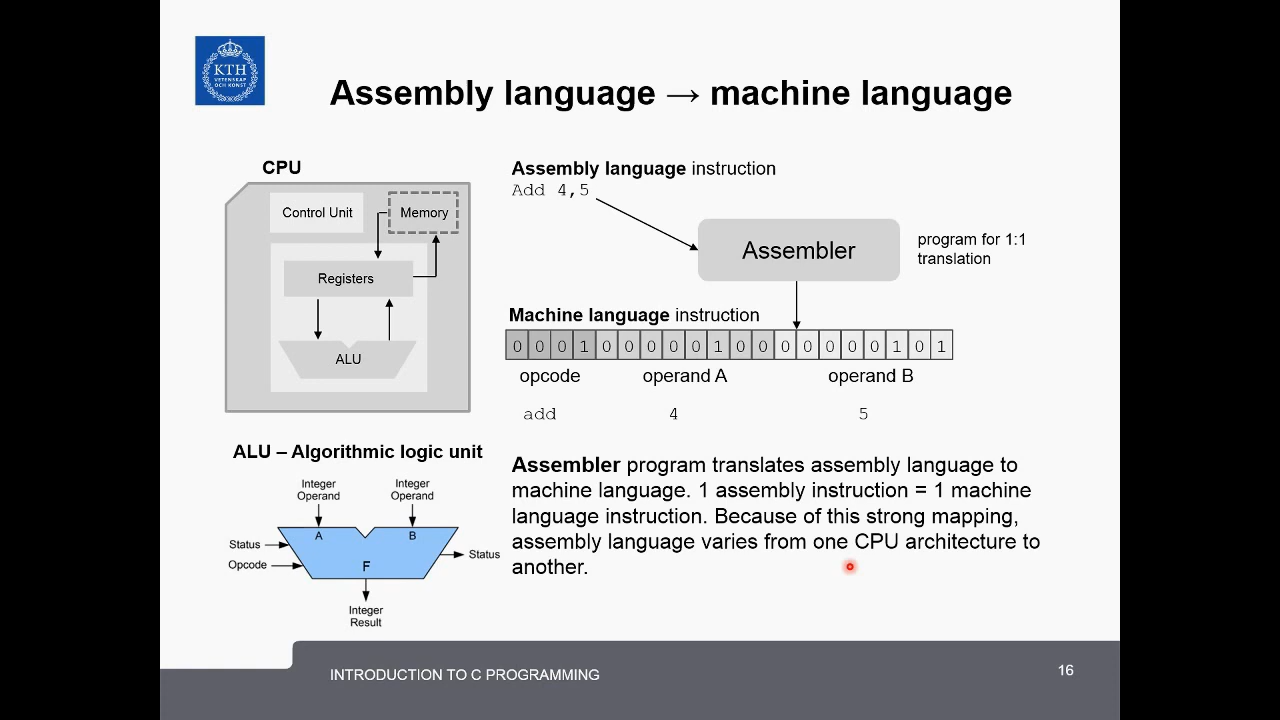 KTH
VETENSKAP
OCH KONST
Assembly language → machine language
CPU
Control Unit
Memory
Registers
ALU
Assembly language instruction
Add 4,5
Assembler
program for 1:1
translation
Machine language instruction
0 0 0 1 0 0 0 0 0 1 0 0 0 0 0 0 0 1 0 1
opcode operand A operand B
add 4 5
ALU – Algorithmic logic unit
Integer
Operand
Integer
Operand
A B
Status
Opcode
F
Status
Integer
Result
Assembler program translates assembly language to
machine language. 1 assembly instruction = 1 machine
language instruction. Because of this strong mapping,
assembly language varies from one CPU architecture to
another.
INTRODUCTION TO C PROGRAMMING
16